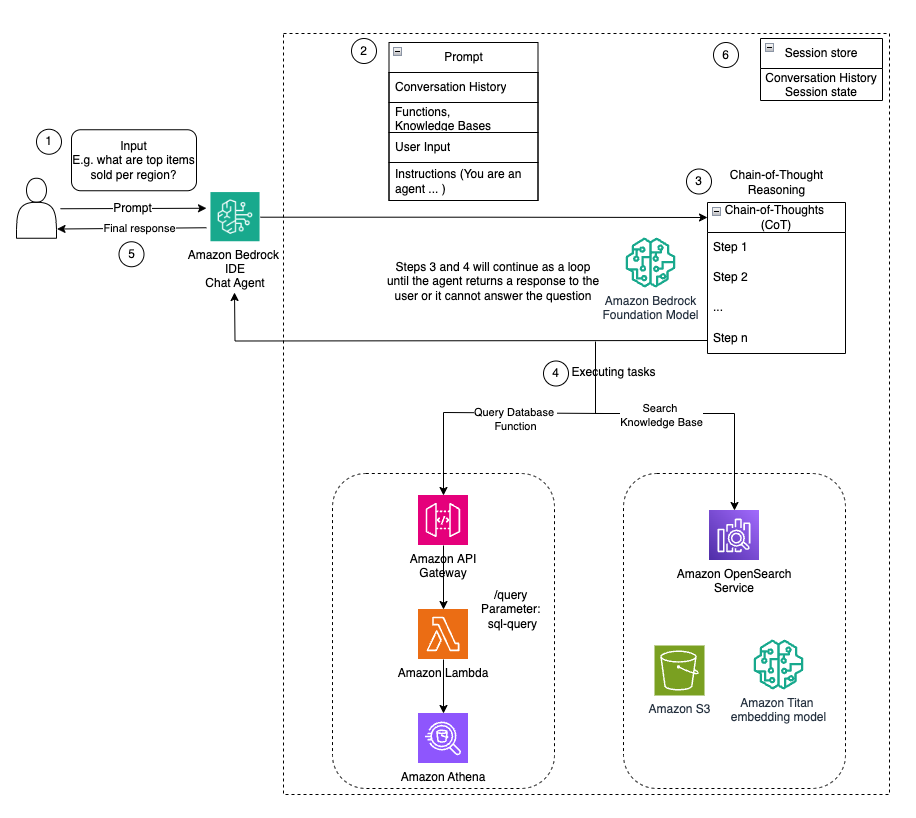 2
Prompt
Conversation History
Functions,
Knowledge Bases
User Input
Instructions (You are an
agent ... )
6
Session store
Conversation History
Session state
1
Input
E.g. what are top items
sold per region?
Prompt
Final response
5
Amazon Bedrock
IDE
Chat Agent
3
Chain-of-Thought
Reasoning
Chain-of-Thoughts
(CoT)
Step 1
Step 2
...
Step n
Steps 3 and 4 will continue as a loop
until the agent returns a response to the
user or it cannot answer the question
Amazon Bedrock
Foundation Model
4
Executing tasks
Query Database
Function
Search
Knowledge Base
Amazon API
Gateway
/query
Parameter:
sql-query
Amazon Lambda
Amazon Athena
Amazon OpenSearch
Service
Amazon S3
Amazon Titan
embedding model